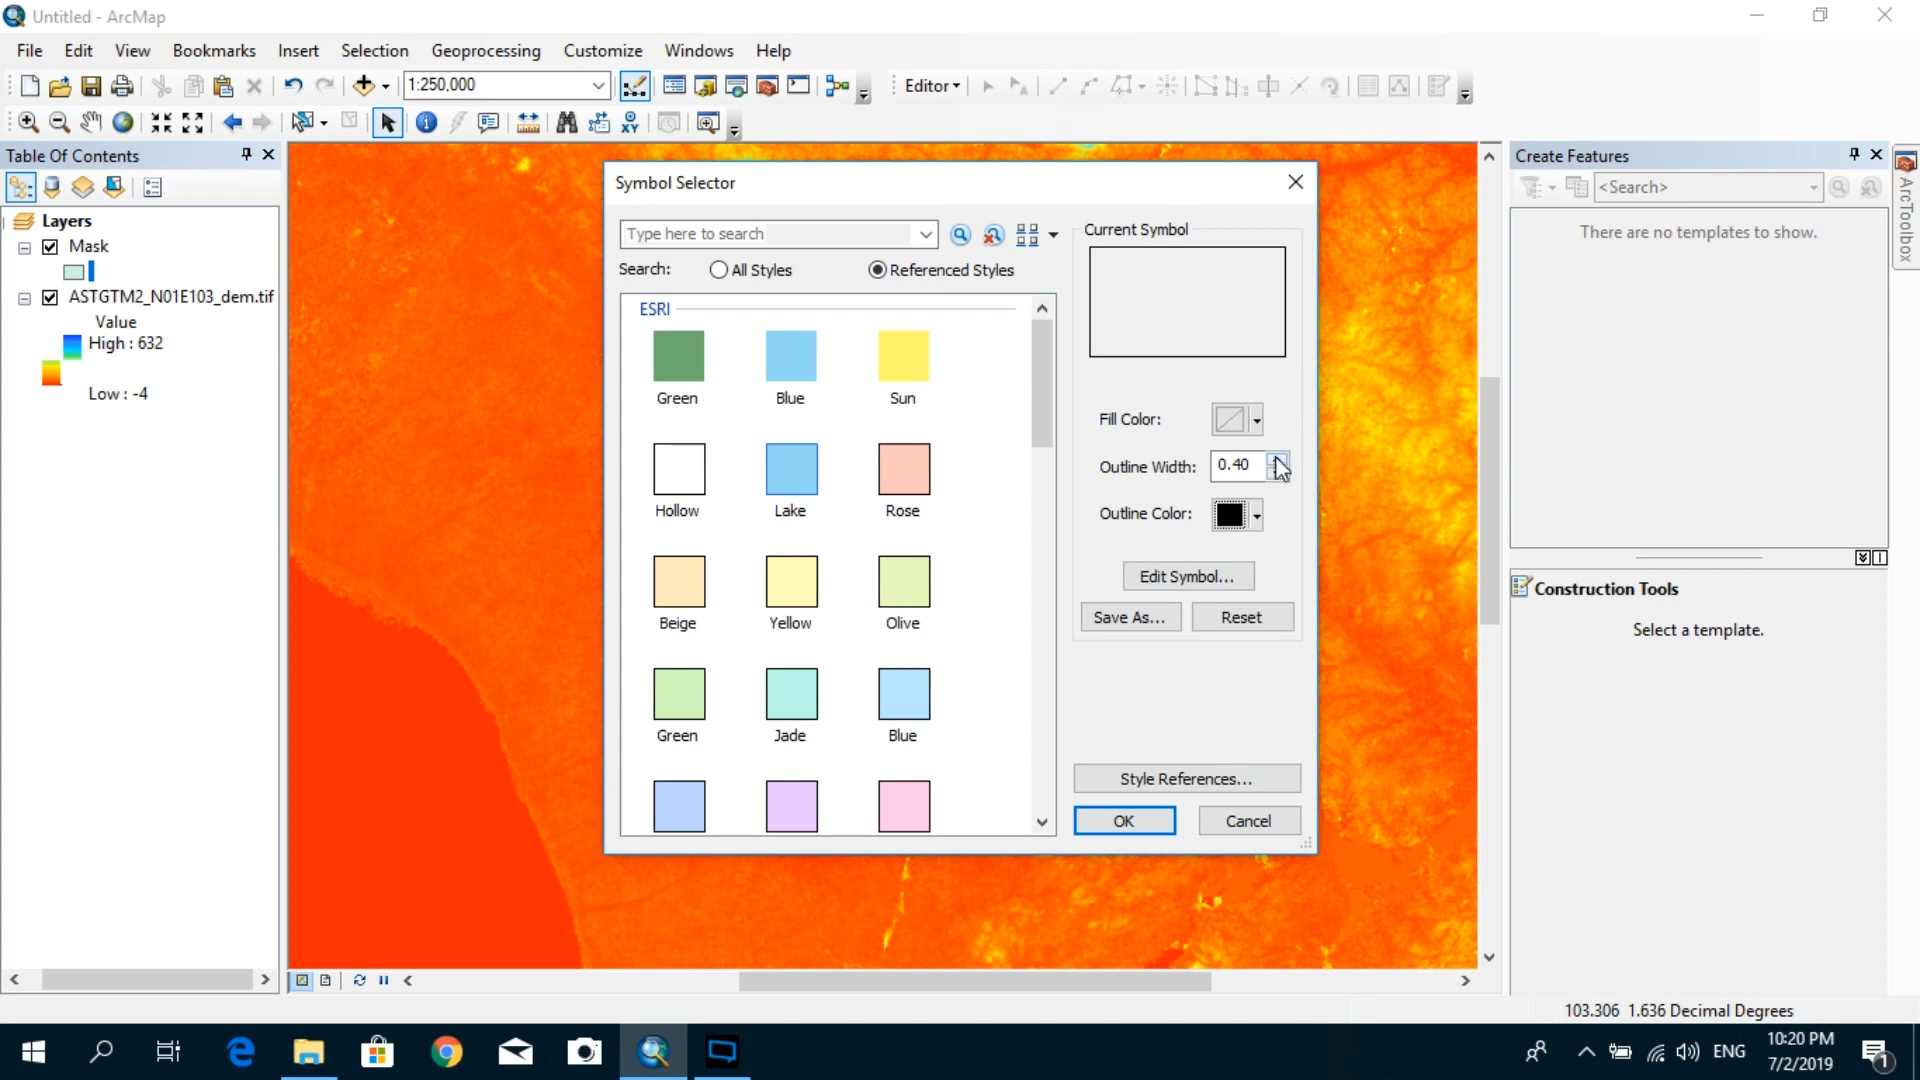 Untitled - ArcMap
File Edit View Bookmarks Insert Selection Geoprocessing Customize Windows Help
1:250,000
Editor
XY
Table Of Contents
Layers
Mask
ASTGTM2_N01E103_dem.tif
Value
High : 632
Low : -4
Symbol Selector
Type here to search
Search: All Styles Referenced Styles
ESRI
Green Blue Sun
Hollow Lake Rose
Beige Yellow Olive
Green Jade Blue
Current Symbol
Fill Color:
Outline Width: 0.40
Outline Color:
Edit Symbol...
Save As... Reset
Style References...
OK Cancel
Create Features
<Search>
There are no templates to show.
Construction Tools
Select a template.
ArcToolbox
103.306 1.636 Decimal Degrees
ENG
10:20 PM
7/2/2019
1